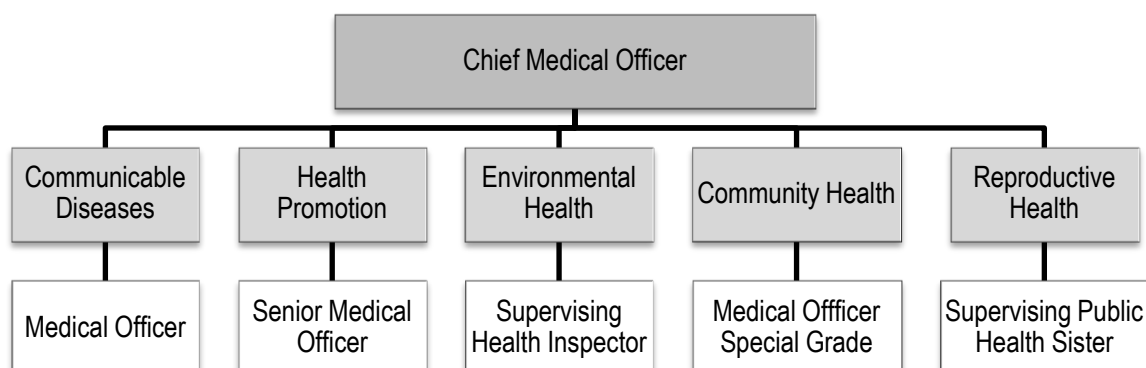 Chief Medical Officer
Communicable
Diseases
Health
Promotion
Environmental
Health
Community Health
Reproductive
Health
Medical Officer
Senior Medical
Officer
Supervising
Health Inspector
Medical Offficer
Special Grade
Supervising Public
Health Sister